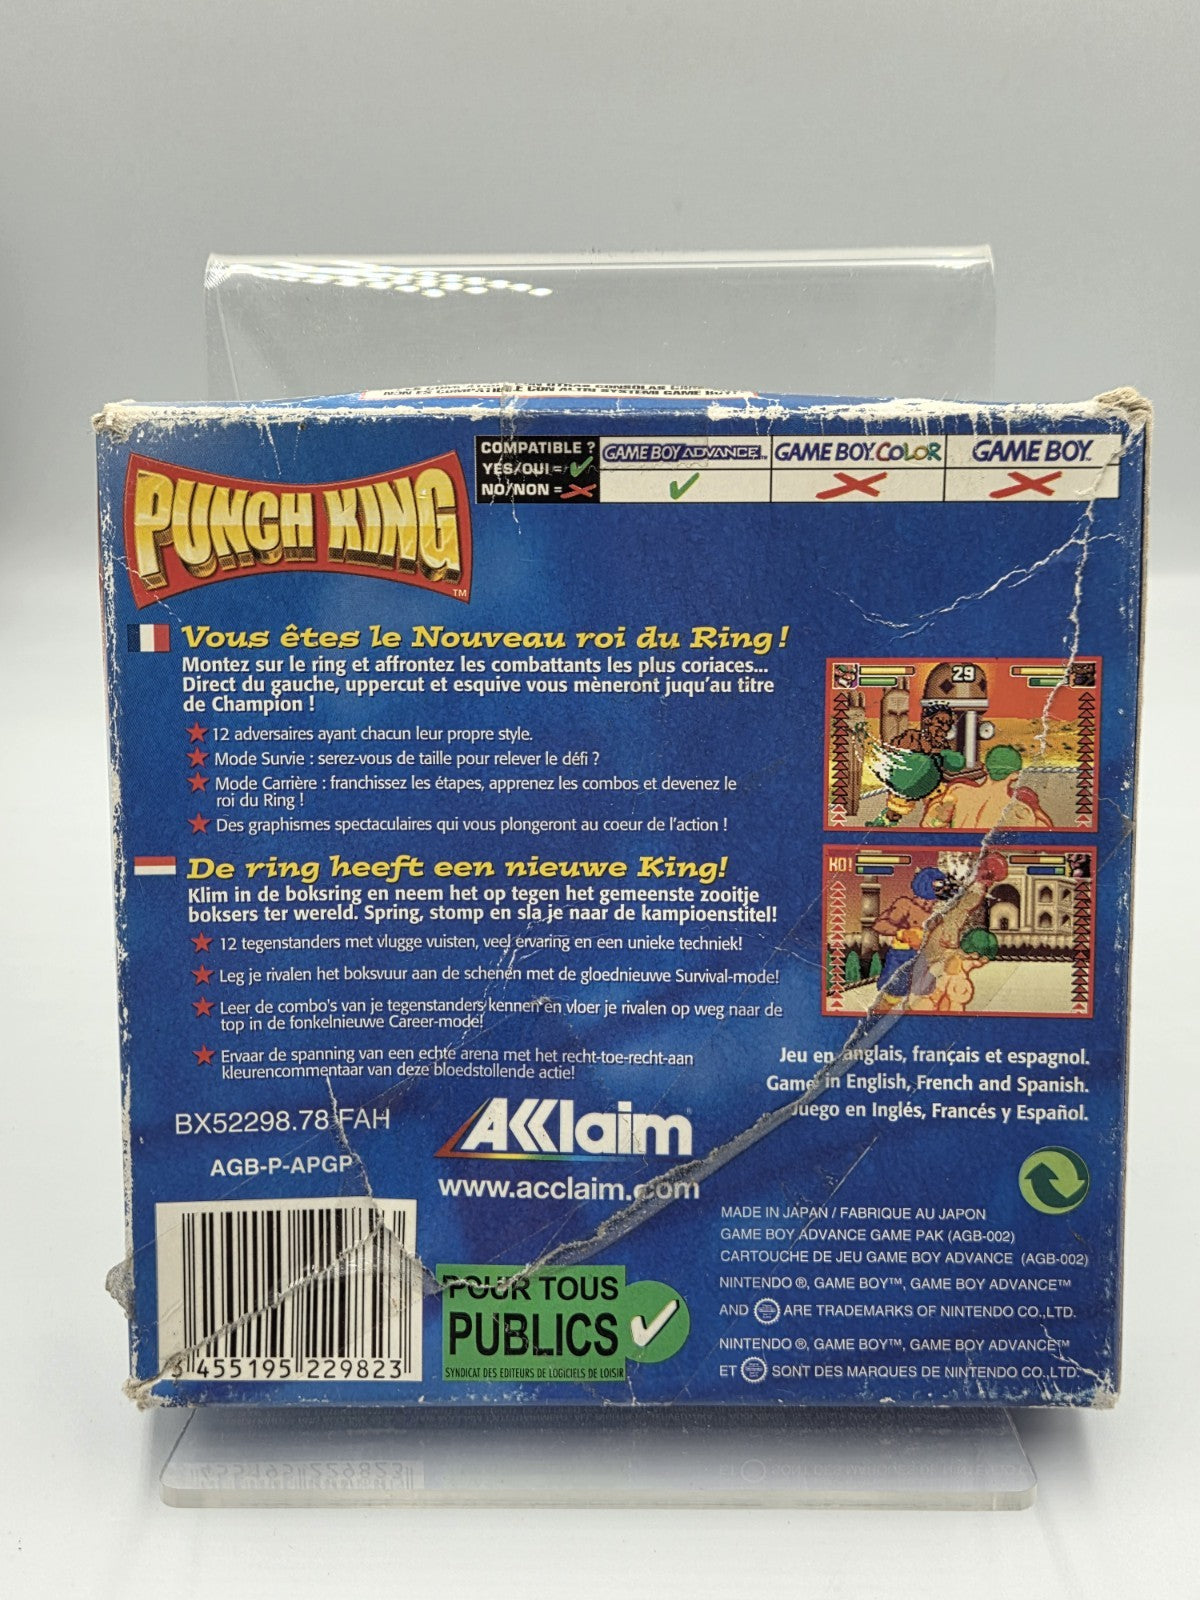 NON ES COMPATIBLE CON ALTRI SYSTEMI GAME BOY
PUNCH KING
TM
COMPATIBLE ?
YES/OUI =
NO/NON =
GAME BOY ADVANCE
GAME BOY COLOR
GAME BOY
Vous êtes le Nouveau roi du Ring !
Montez sur le ring et affrontez les combattants les plus coriaces...
Direct du gauche, uppercut et esquive vous mèneront juqu'au titre
de Champion !
12 adversaires ayant chacun leur propre style.
Mode Survie : serez-vous de taille pour relever le défi ?
Mode Carrière : franchissez les étapes, apprenez les combos et devenez le
roi du Ring !
Des graphismes spectaculaires qui vous plongeront au coeur de l'action !
29
KO!
De ring heeft een nieuwe King!
Klim in de boksring en neem het op tegen het gemeenste zooitje
boksers ter wereld. Spring, stomp en sla je naar de kampioenstitel!
12 tegenstanders met vlugge vuisten, veel ervaring en een unieke techniek!
Leg je rivalen het boksvuur aan de schenen met de gloednieuwe Survival-mode!
Leer de combo's van je tegenstanders kennen en vloer je rivalen op weg naar de
top in de fonkelnieuwe Career-mode!
Ervaar de spanning van een echte arena met het recht-toe-recht-aan
kleurencommentaar van deze bloedstollende actie!
Jeu en anglais, français et espagnol.
Game in English, French and Spanish.
Juego en Inglés, Francés y Español.
BX52298.78 FAH
AGB-P-APGP
AKKlaim
www.acclaim.com
MADE IN JAPAN / FABRIQUE AU JAPON
GAME BOY ADVANCE GAME PAK (AGB-002)
CARTOUCHE DE JEU GAME BOY ADVANCE (AGB-002)
NINTENDO ®, GAME BOY™, GAME BOY ADVANCE™
AND ARE TRADEMARKS OF NINTENDO CO.,LTD.
NINTENDO ®, GAME BOY™, GAME BOY ADVANCE™
ET SONT DES MARQUES DE NINTENDO CO.,LTD.
POUR TOUS
PUBLICS
SYNDICAT DES EDITEURS DE LOGICIELS DE LOISIR
3 455195 229823